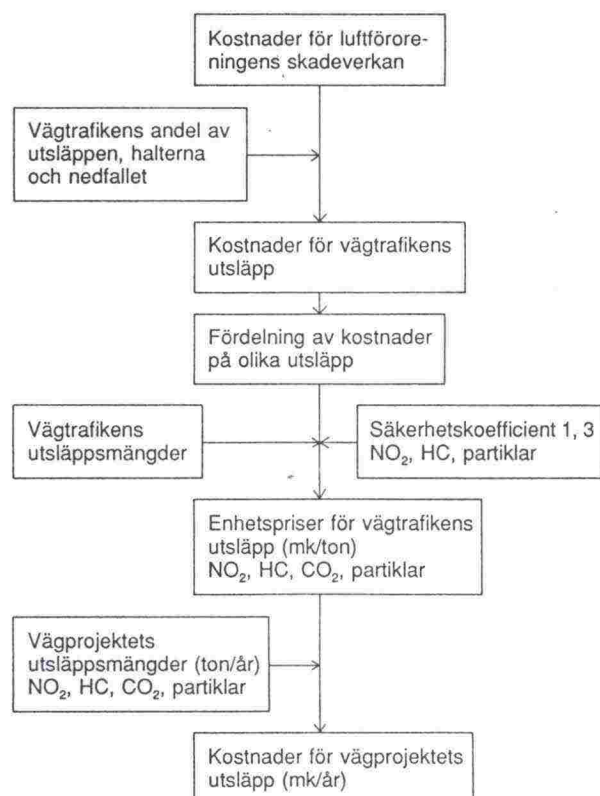 Kostnader för luftförore-
ningens skadeverkan
Vägtrafikens andel av
utsläppen, halterna
och nedfallet
Kostnader för vägtrafikens
utsläpp
Fördelning av kostnader
på olika utsläpp
Vägtrafikens
utsläppsmängder
Säkerhetskoefficient 1, 3
NO₂, HC, partiklar
Enhetspriser för vägtrafikens
utsläpp (mk/ton)
NO₂, HC, CO₂, partiklar
Vägprojektets
utsläppsmängder (ton/år)
NO₂, HC, CO₂, partiklar
Kostnader för vägprojektets
utsläpp (mk/år)